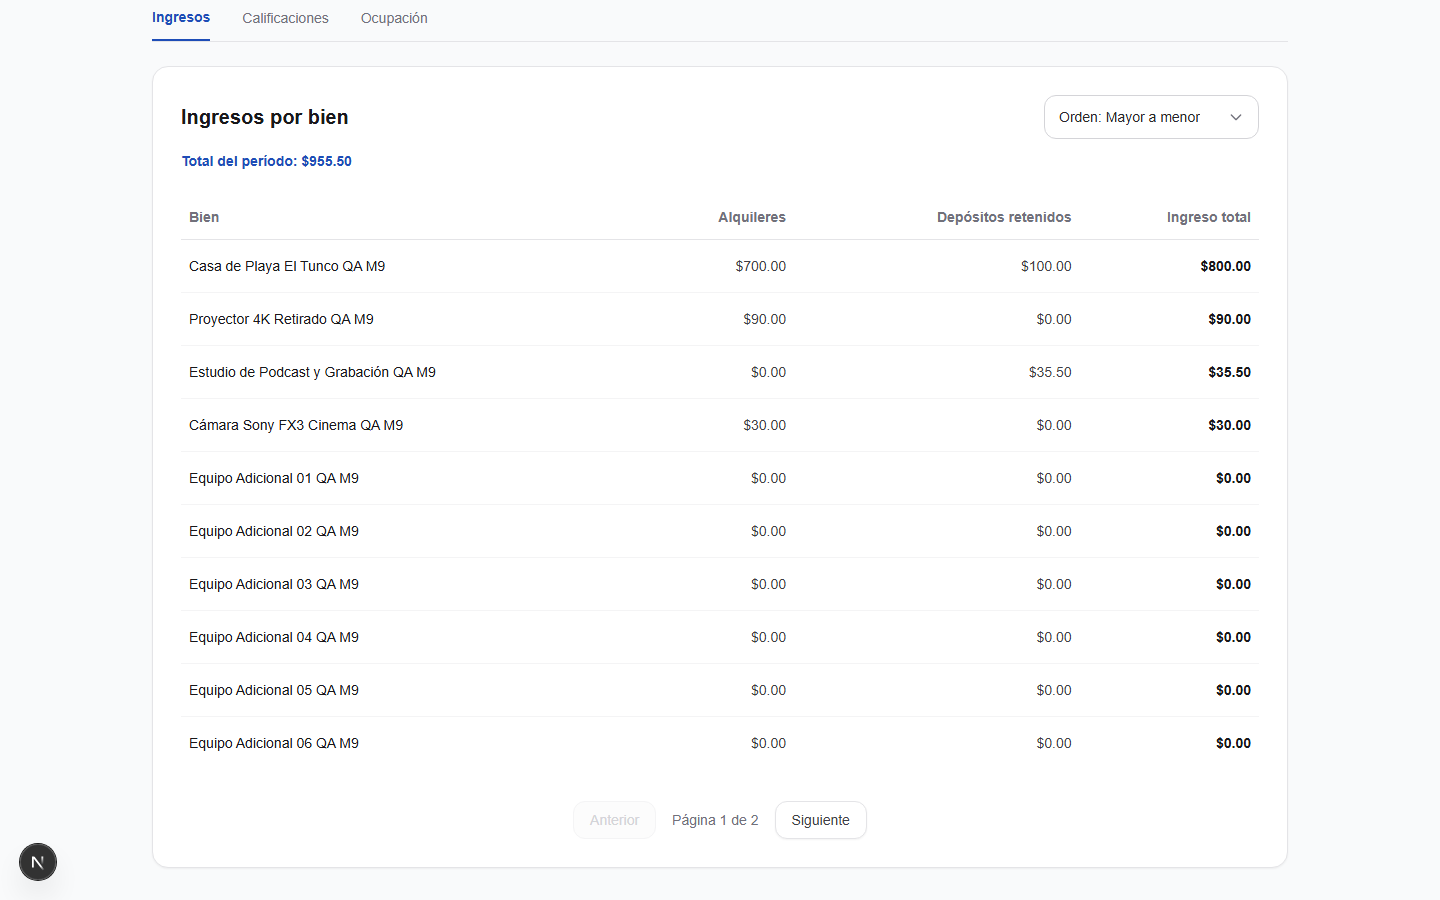 Ingresos Calificaciones Ocupación
Ingresos por bien
Orden: Mayor a menor
Total del período: $955.50
Bien Alquileres Depósitos retenidos Ingreso total
Casa de Playa El Tunco QA M9 $700.00 $100.00 $800.00
Proyector 4K Retirado QA M9 $90.00 $0.00 $90.00
Estudio de Podcast y Grabación QA M9 $0.00 $35.50 $35.50
Cámara Sony FX3 Cinema QA M9 $30.00 $0.00 $30.00
Equipo Adicional 01 QA M9 $0.00 $0.00 $0.00
Equipo Adicional 02 QA M9 $0.00 $0.00 $0.00
Equipo Adicional 03 QA M9 $0.00 $0.00 $0.00
Equipo Adicional 04 QA M9 $0.00 $0.00 $0.00
Equipo Adicional 05 QA M9 $0.00 $0.00 $0.00
Equipo Adicional 06 QA M9 $0.00 $0.00 $0.00
Anterior Página 1 de 2 Siguiente
N